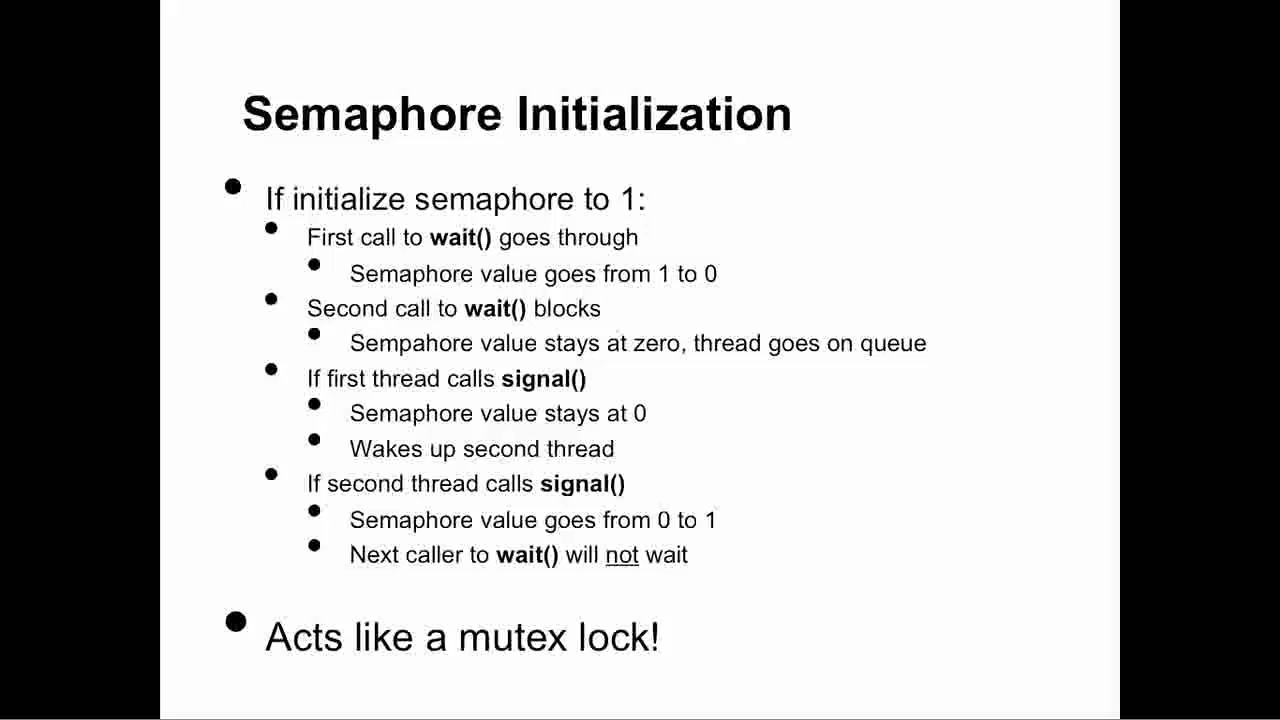 Semaphore Initialization
If initialize semaphore to 1:
First call to wait() goes through
Semaphore value goes from 1 to 0
Second call to wait() blocks
Sempahore value stays at zero, thread goes on queue
If first thread calls signal()
Semaphore value stays at 0
Wakes up second thread
If second thread calls signal()
Semaphore value goes from 0 to 1
Next caller to wait() will not wait
Acts like a mutex lock!